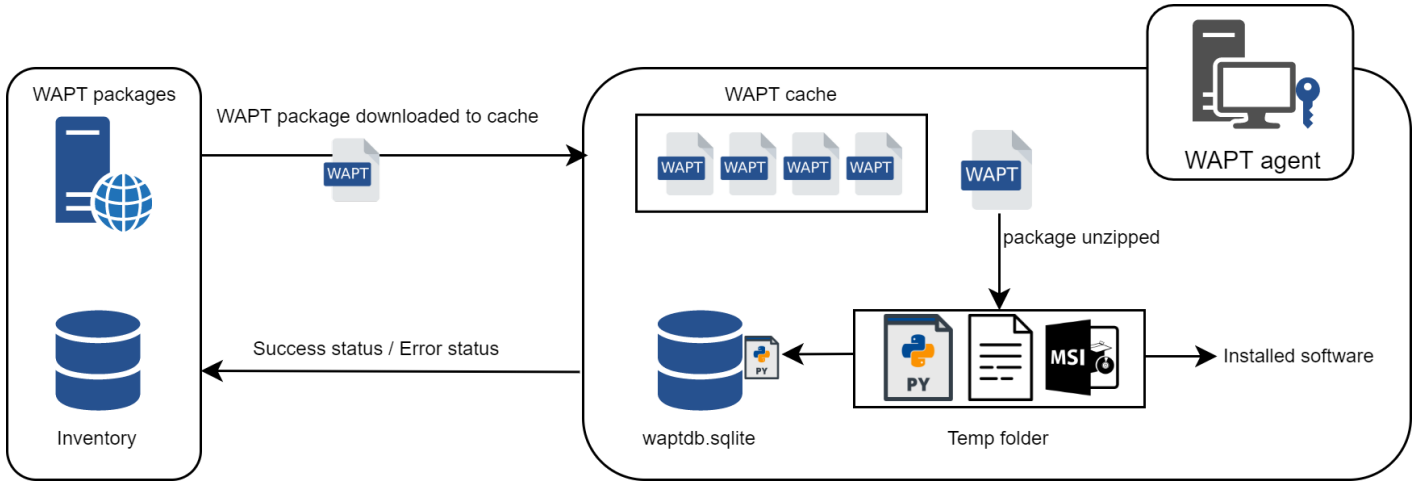 WAPT packages
WAPT package downloaded to cache
WAPT
WAPT cache
WAPT
WAPT
WAPT
WAPT
WAPT
WAPT agent
package unzipped
PY
MSI
Installed software
PY
Success status / Error status
Inventory
waptdb.sqlite
Temp folder